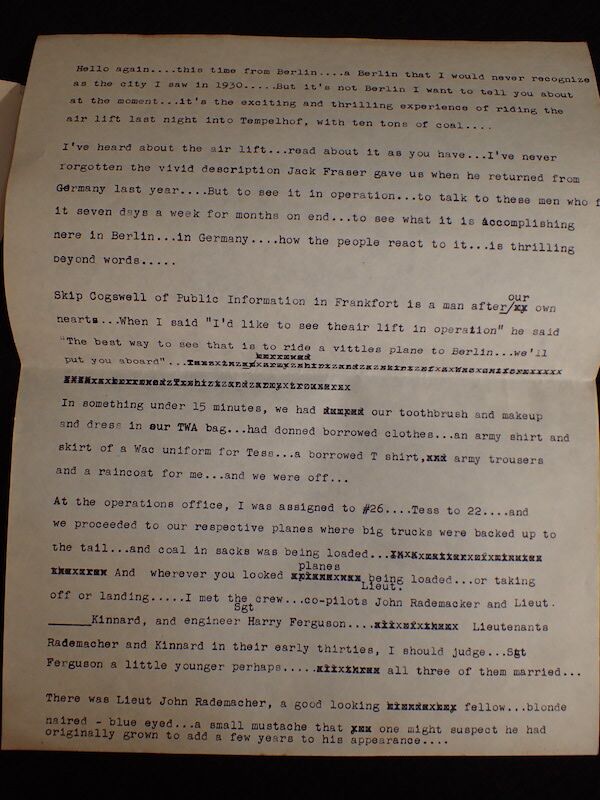 Hello again....this time from Berlin....a Berlin that I would never recognize
as the city I saw in 1930.....But it's not Berlin I want to tell you about
at the moment...it's the exciting and thrilling experience of riding the
air lift last night into Tempelhof, with ten tons of coal....
I've heard about the air lift...read about it as you have...I've never
forgotten the vivid description Jack Fraser gave us when he returned from
Germany last year....But to see it in operation...to talk to these men who f
it seven days a week for months on end...to see what it is accomplishing
here in Berlin...in Germany....how the people react to it...is thrilling
beyond words.....
our
Skip Cogswell of Public Information in Frankfort is a man after/xx own
hearts...When I said "I'd like to see theair lift in operation" he said
"The best way to see that is to ride a vittles plane to Berlin...we'll
put you aboard"...
In something under 15 minutes, we had our toothbrush and makeup
and dress in our TWA bag...had donned borrowed clothes...an army shirt and
skirt of a Wac uniform for Tess...a borrowed T shirt,xxx army trousers
and a raincoat for me...and we were off...
At the operations office, I was assigned to #26....Tess to 22....and
we proceeded to our respective planes where big trucks were backed up to
the tail...and coal in sacks was being loaded...
planes
And wherever you looked being loaded...or taking
Lieut.
off or landing.....I met the crew...co-pilots John Rademacker and Lieut.
Sgt
______Kinnard, and engineer Harry Ferguson.... Lieutenants
Rademacher and Kinnard in their early thirties, I should judge...Sgt
Ferguson a little younger perhaps..... all three of them married...
There was Lieut John Rademacher, a good looking fellow...blonde
haired - blue eyed...a small mustache that xxx one might suspect he had
originally grown to add a few years to his appearance....